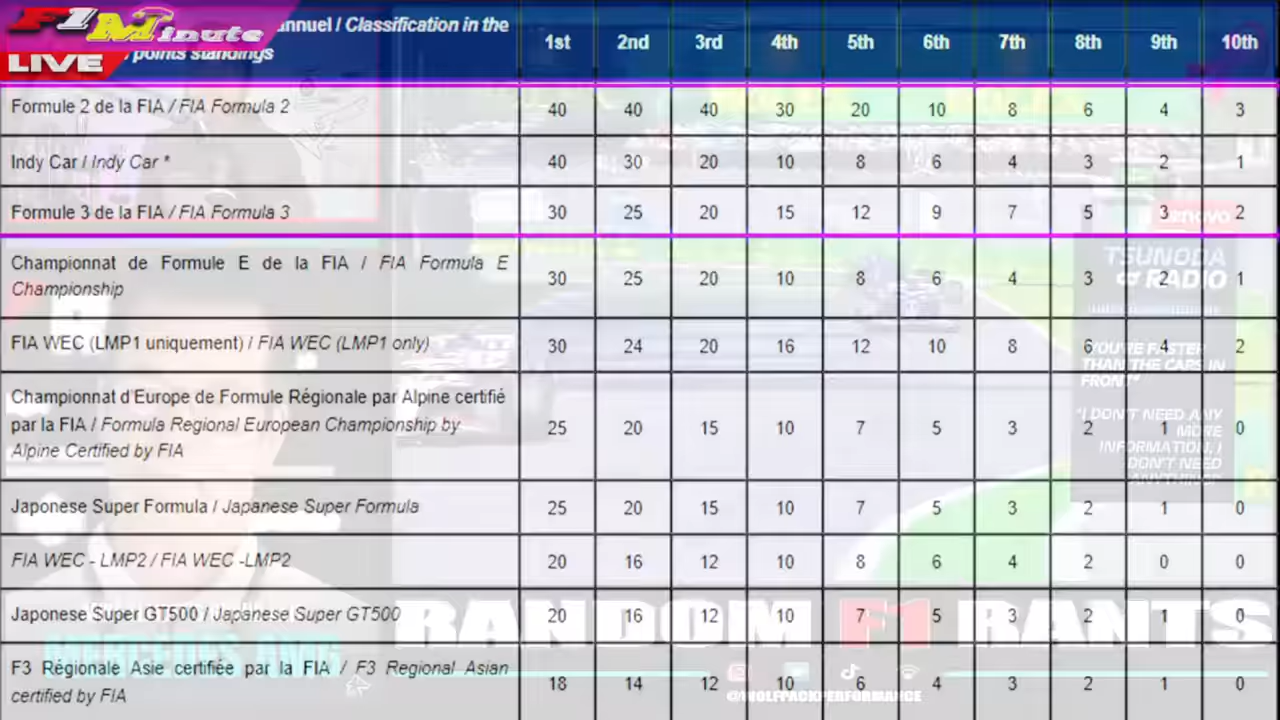 F1 Minute
LIVE
annuel / Classification in the
points standings
1st 2nd 3rd 4th 5th 6th 7th 8th 9th 10th
Formule 2 de la FIA / FIA Formula 2 40 40 40 30 20 10 8 6 4 3
Indy Car / Indy Car * 40 30 20 10 8 6 4 3 2 1
Formule 3 de la FIA / FIA Formula 3 30 25 20 15 12 9 7 5 3 2
Championnat de Formule E de la FIA / FIA Formula E
Championship 30 25 20 10 8 6 4 3 2 1
FIA WEC (LMP1 uniquement) / FIA WEC (LMP1 only) 30 24 20 16 12 10 8 6 4 2
Championnat d'Europe de Formule Régionale par Alpine certifié
par la FIA / Formula Regional European Championship by
Alpine Certified by FIA 25 20 15 10 7 5 3 2 1 0
Japonese Super Formula / Japanese Super Formula 25 20 15 10 7 5 3 2 1 0
FIA WEC - LMP2 / FIA WEC -LMP2 20 16 12 10 8 6 4 2 0 0
Japonese Super GT500 / Japanese Super GT500 20 16 12 10 7 5 3 2 1 0
F3 Régionale Asie certifiée par la FIA / F3 Regional Asian
certified by FIA 18 14 12 10 6 4 3 2 1 0
TSUNODA
RADIO
"YOU'RE FASTER
THAN THE CARS IN
FRONT"
"I DON'T NEED ANY
MORE
INFORMATION, I
DON'T NEED
ANYTHING"
RANDOM F1 RANTS
@WOLFPACKPERFORMANCE